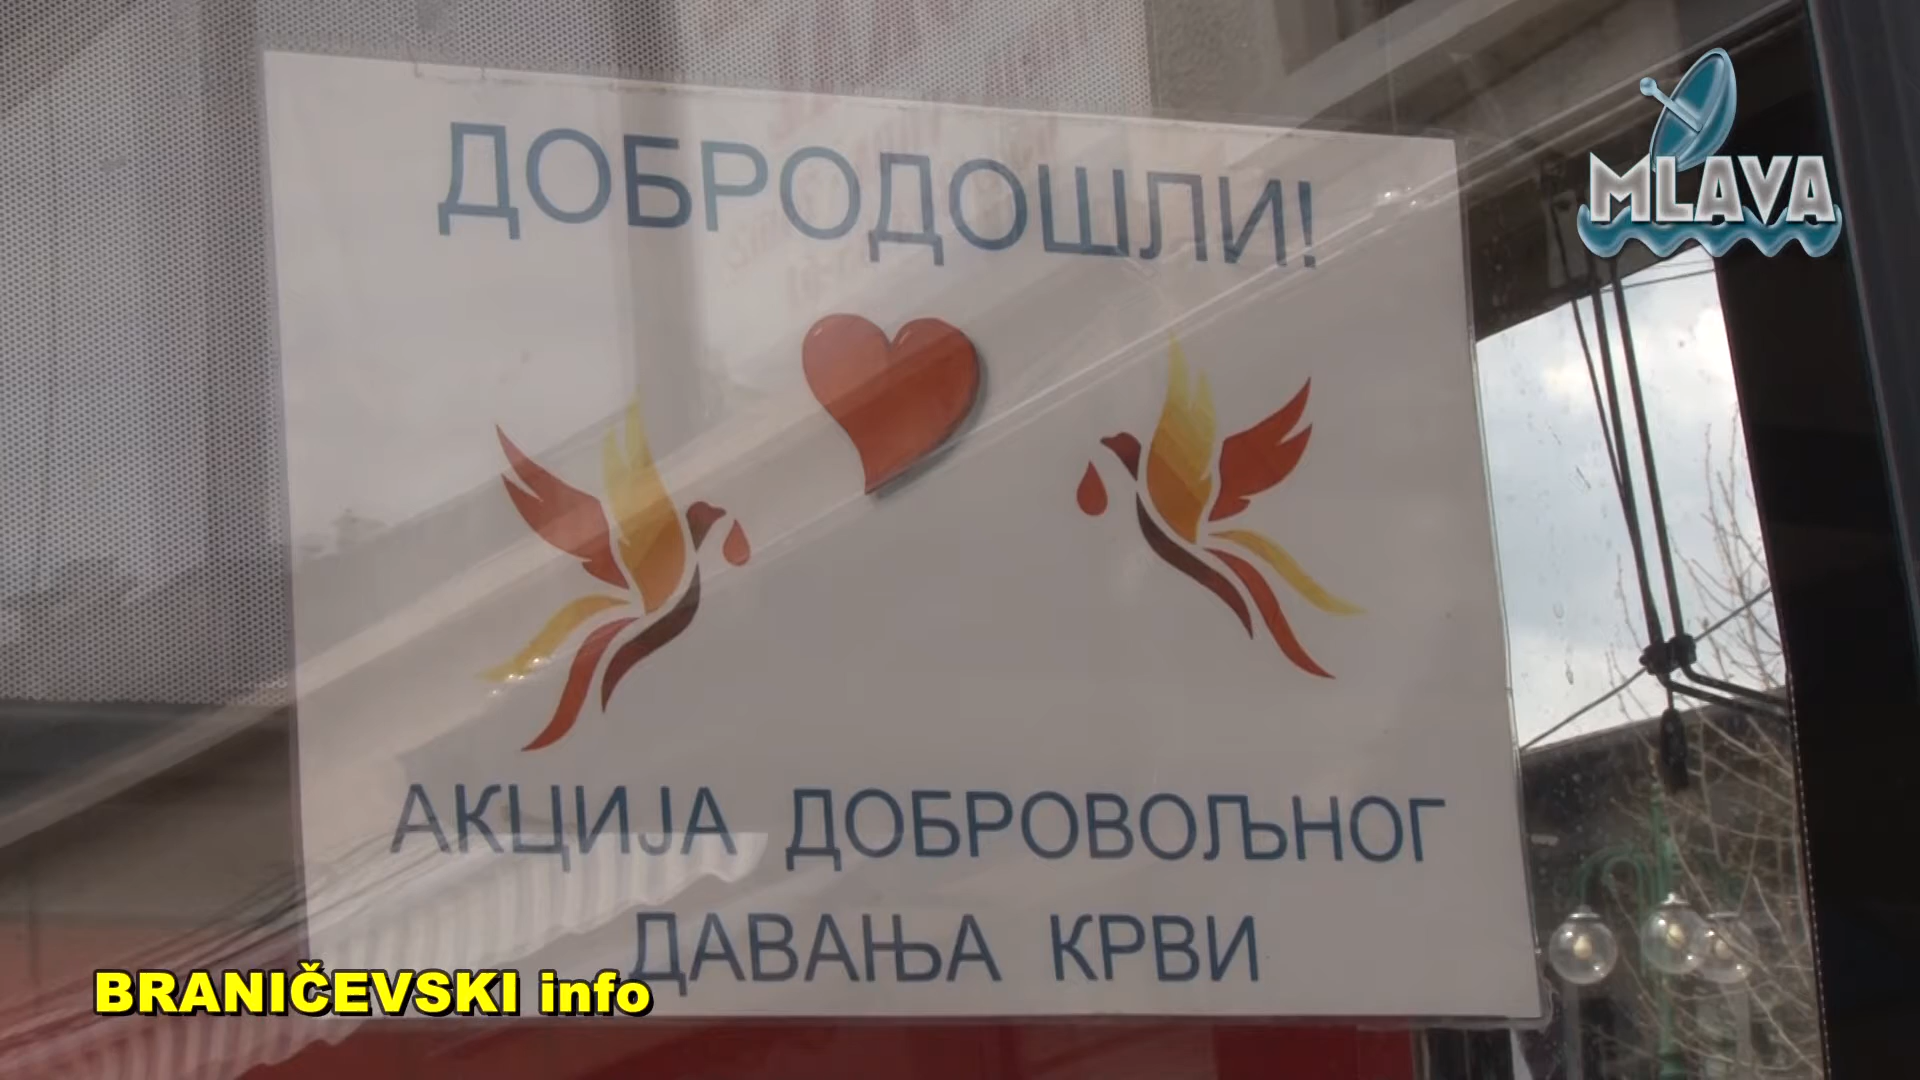 ДОБРОДОШЛИ!
MLAVA
АКЦИЈА ДОБРОВОЉНОГ
ДАВАЊА КРВИ
BRANIČEVSKI info